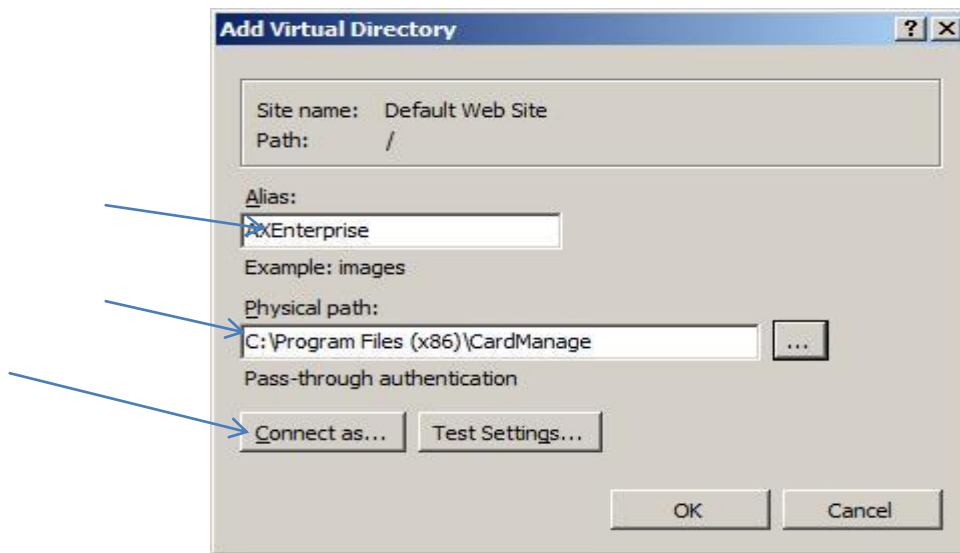 Add Virtual Directory
Site name: Default Web Site
Path: /
Alias:
AXEnterprise
Example: images
Physical path:
C:\Program Files (x86)\CardManage
...
Pass-through authentication
Connect as... Test Settings...
OK Cancel